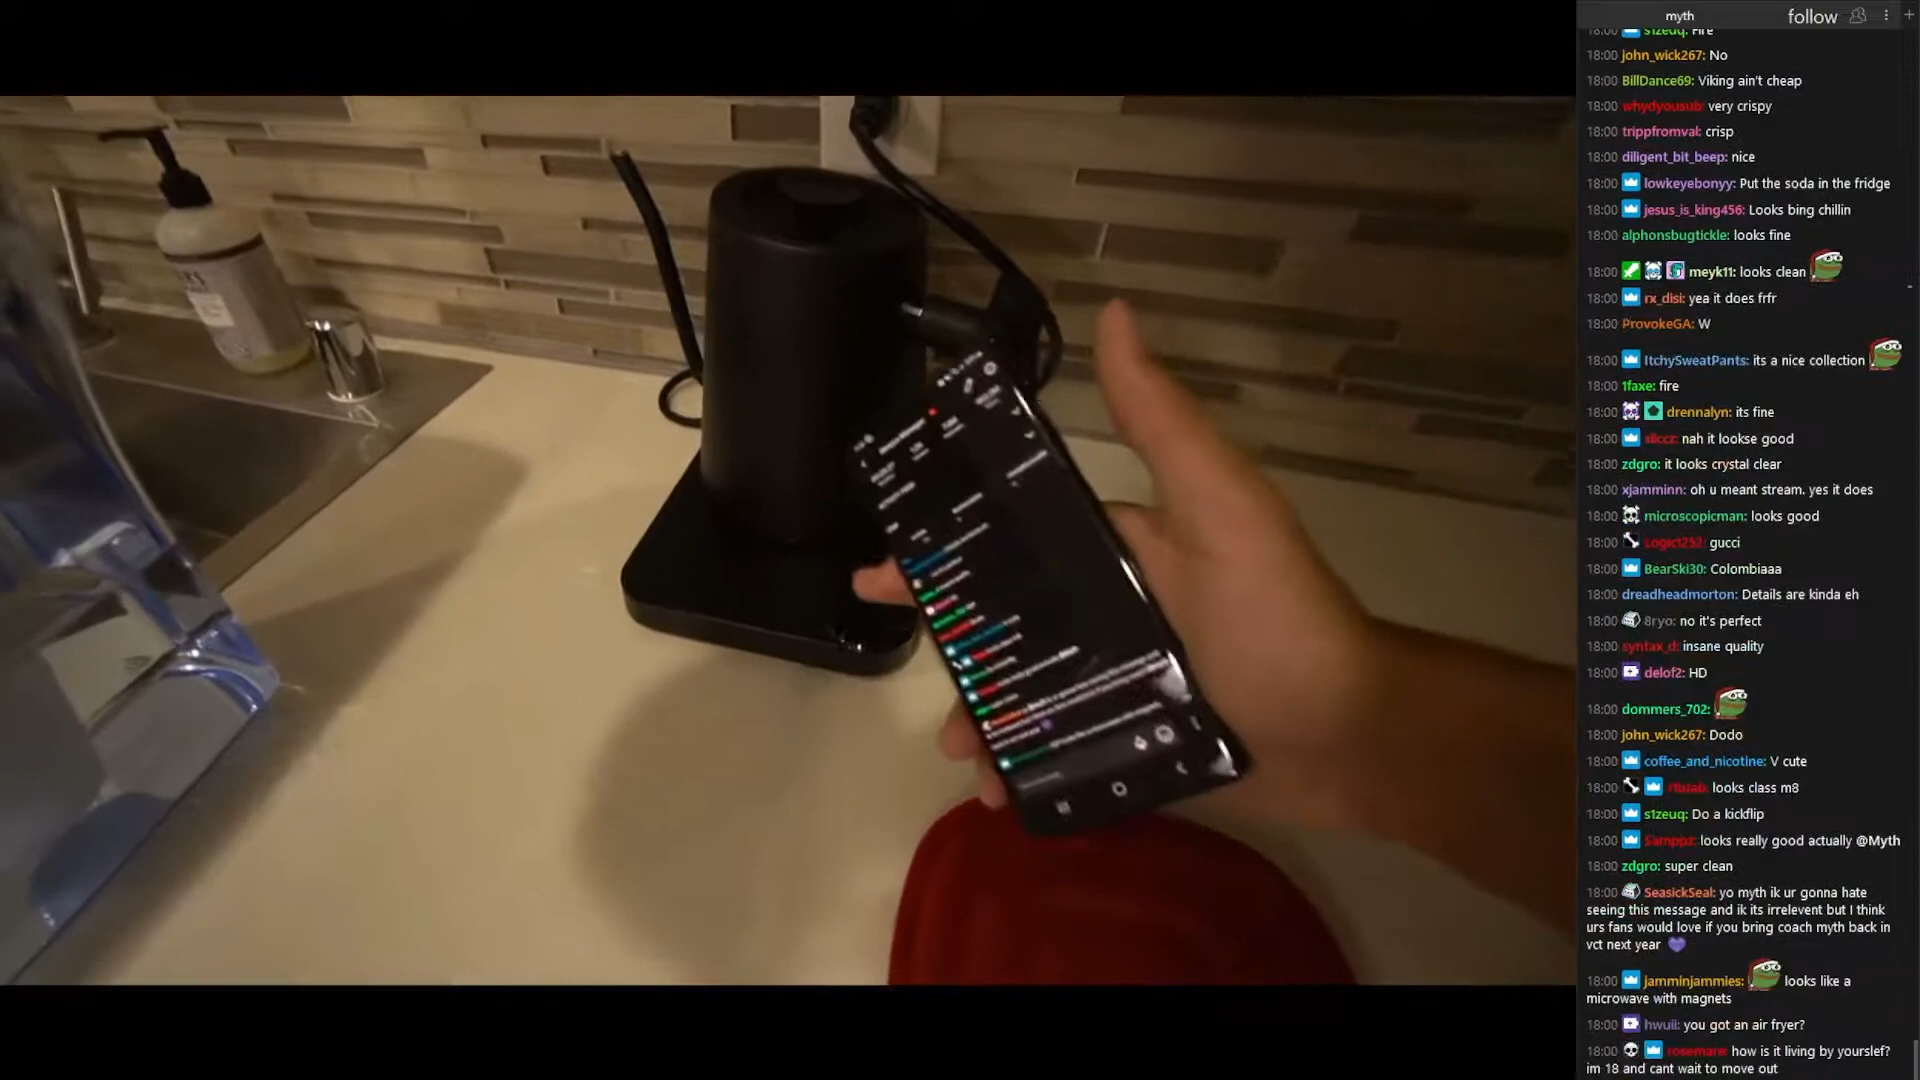 myth
follow
18:00 s1zeuq: Fire
18:00 john_wick267: No
18:00 BillDance69: Viking ain't cheap
18:00 whydyousub: very crispy
18:00 trippfromval: crisp
18:00 diligent_bit_beep: nice
18:00 lowkeyebonyy: Put the soda in the fridge
18:00 jesus_is_king456: Looks bing chillin
18:00 alphonsbugtickle: looks fine
18:00 meyk11: looks clean
18:00 rx_disi: yea it does frfr
18:00 ProvokeGA: W
18:00 ItchySweatPants: its a nice collection
18:00 1faxe: fire
18:00 drennalyn: its fine
18:00 sliccz: nah it lookse good
18:00 zdgro: it looks crystal clear
18:00 xjamminn: oh u meant stream. yes it does
18:00 microscopicman: looks good
18:00 Logic1252: gucci
18:00 BearSki30: Colombiaaa
18:00 dreadheadmorton: Details are kinda eh
18:00 8ryo: no it's perfect
18:00 syntax_d: insane quality
18:00 delof2: HD
18:00 dommers_702:
18:00 john_wick267: Dodo
18:00 coffee_and_nicotine: V cute
18:00 looks class m8
18:00 s1zeuq: Do a kickflip
18:00 Samppz: looks really good actually @Myth
18:00 zdgro: super clean
18:00 SeasickSeal: yo myth ik ur gonna hate
seeing this message and ik its irrelevent but I think
urs fans would love if you bring coach myth back in
vct next year
18:00 jamminjammies: looks like a
microwave with magnets
18:00 hwuii: you got an air fryer?
18:00 rosemare: how is it living by yourslef?
im 18 and cant wait to move out